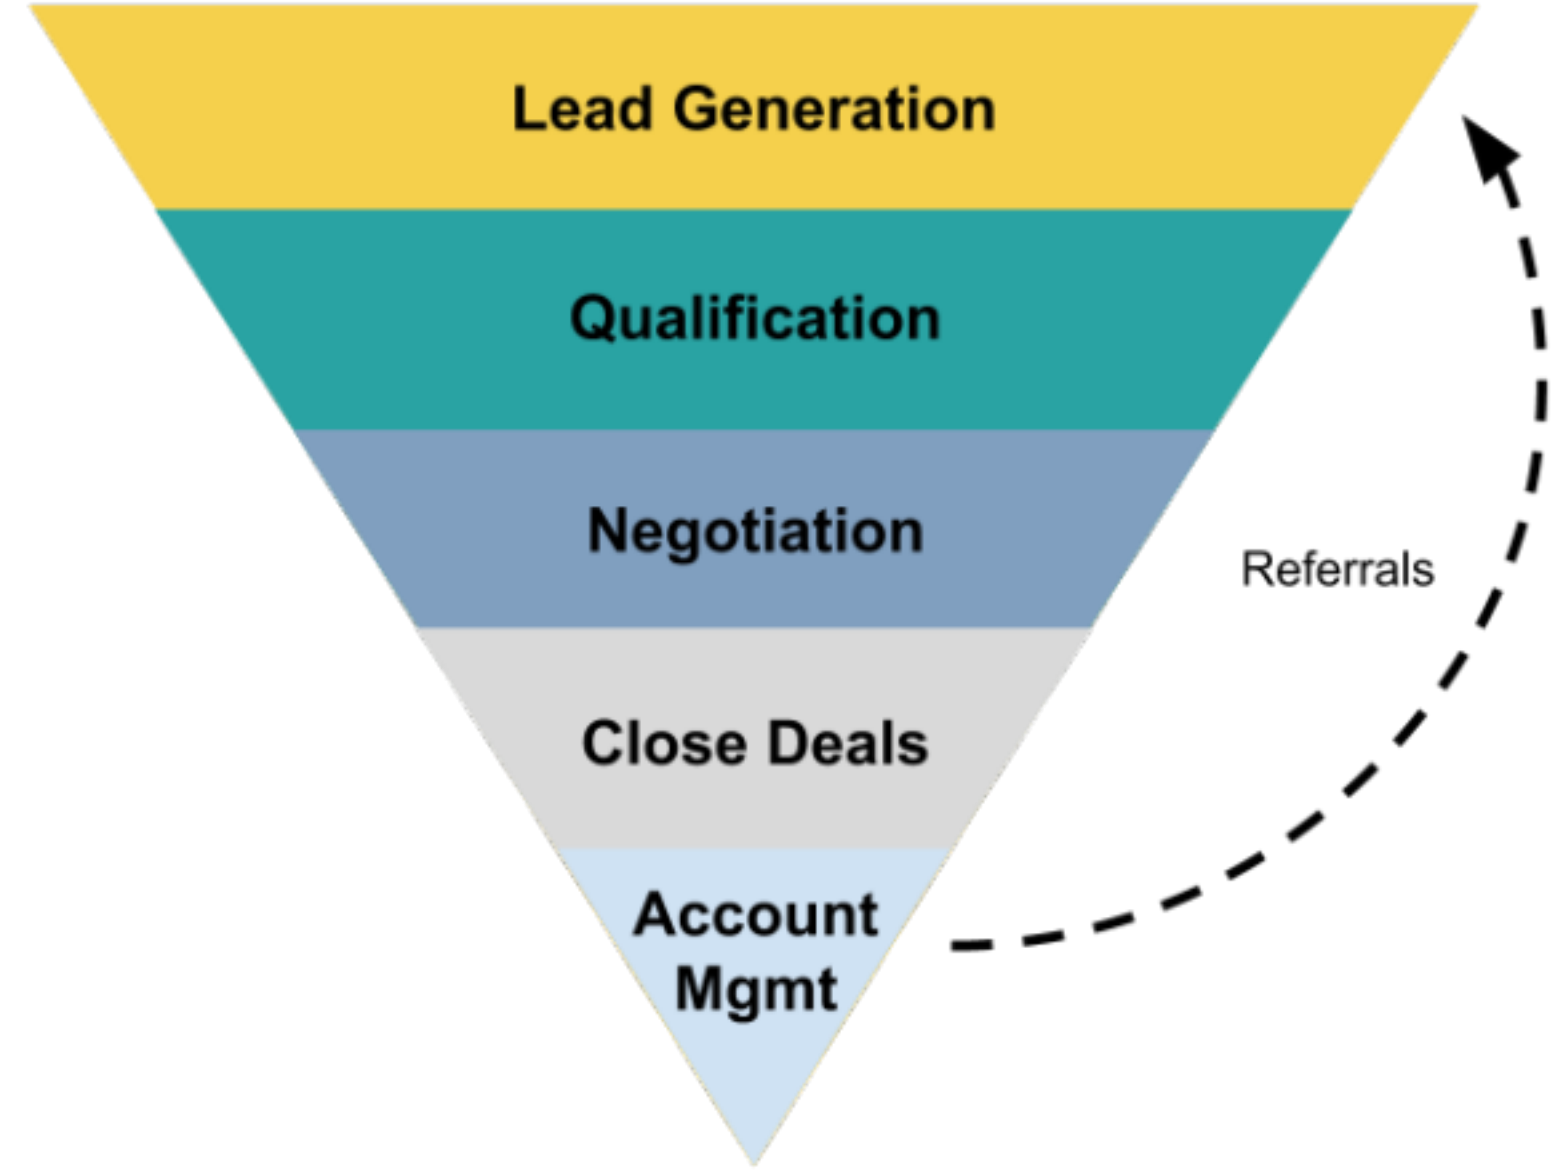 Lead Generation
Qualification
Negotiation
Referrals
Close Deals
Account
Mgmt